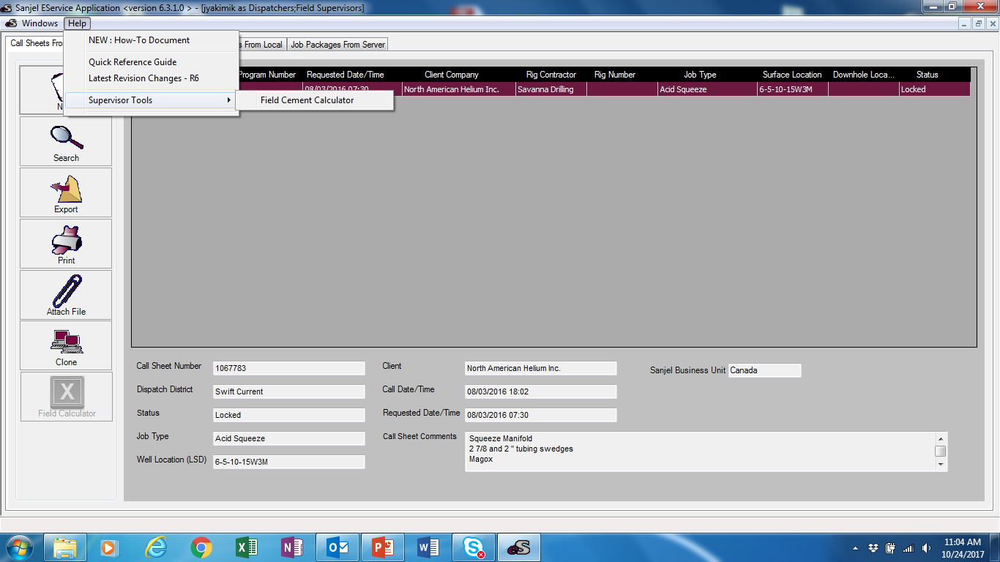 Sanjel EService Application <version 6.3.1.0 > - [jyakimik as Dispatchers;Field Supervisors]
Windows Help
Call Sheets From Local Job Packages From Server
NEW : How-To Document
Quick Reference Guide
Latest Revision Changes - R6
Supervisor Tools
Field Cement Calculator
Program Number Requested Date/Time Client Company Rig Contractor Rig Number Job Type Surface Location Downhole Loca... Status
08/03/2016 07:30 North American Helium Inc. Savanna Drilling Acid Squeeze 6-5-10-15W3M Locked
Search
Export
Print
Attach File
Clone
X
Field Calculator
Call Sheet Number 1067783 Client North American Helium Inc. Sanjel Business Unit Canada
Dispatch District Swift Current Call Date/Time 08/03/2016 18:02
Status Locked Requested Date/Time 08/03/2016 07:30
Job Type Acid Squeeze Call Sheet Comments Squeeze Manifold
2 7/8 and 2 " tubing swedges
Magox
Well Location (LSD) 6-5-10-15W3M
11:04 AM
10/24/2017